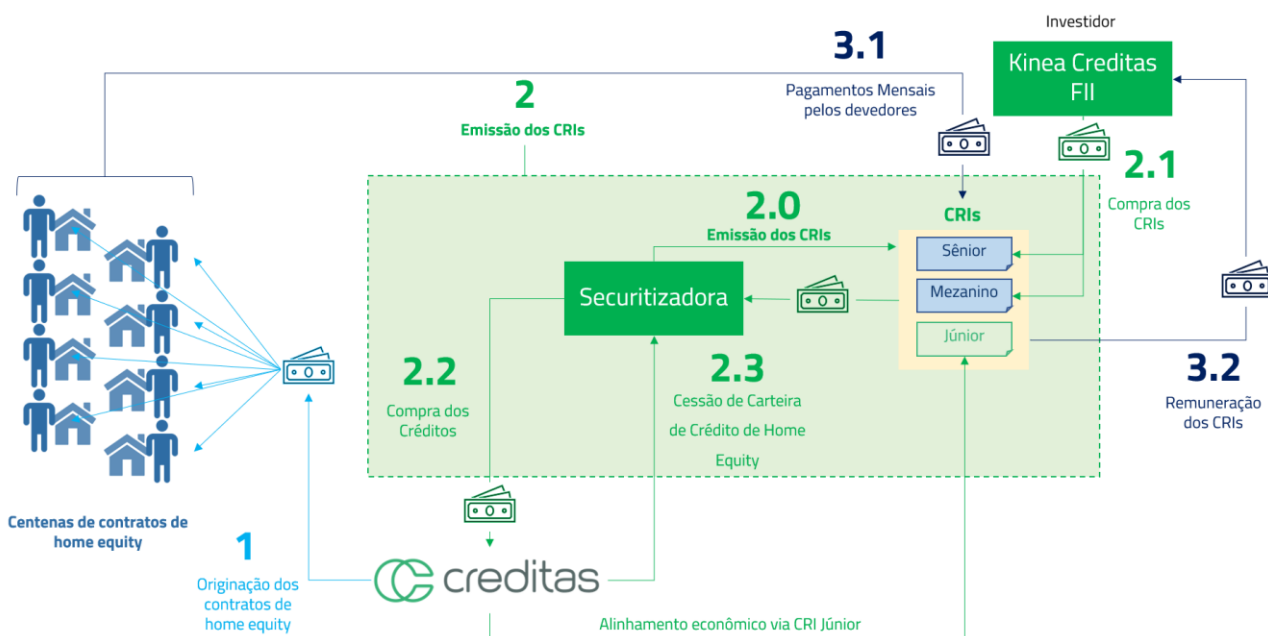 Investidor
Kinea Creditas
FII
3.1
Pagamentos Mensais
pelos devedores
2
Emissão dos CRIs
2.1
Compra dos
CRIs
2.0
Emissão dos CRIs
CRIs
Sênior
Mezanino
Júnior
Securitizadora
2.2
Compra dos
Créditos
2.3
Cessão de Carteira
de Crédito de Home
Equity
3.2
Remuneração
dos CRIs
Centenas de contratos de
home equity
1
Originação dos
contratos de
home equity
creditas
Alinhamento econômico via CRI Júnior